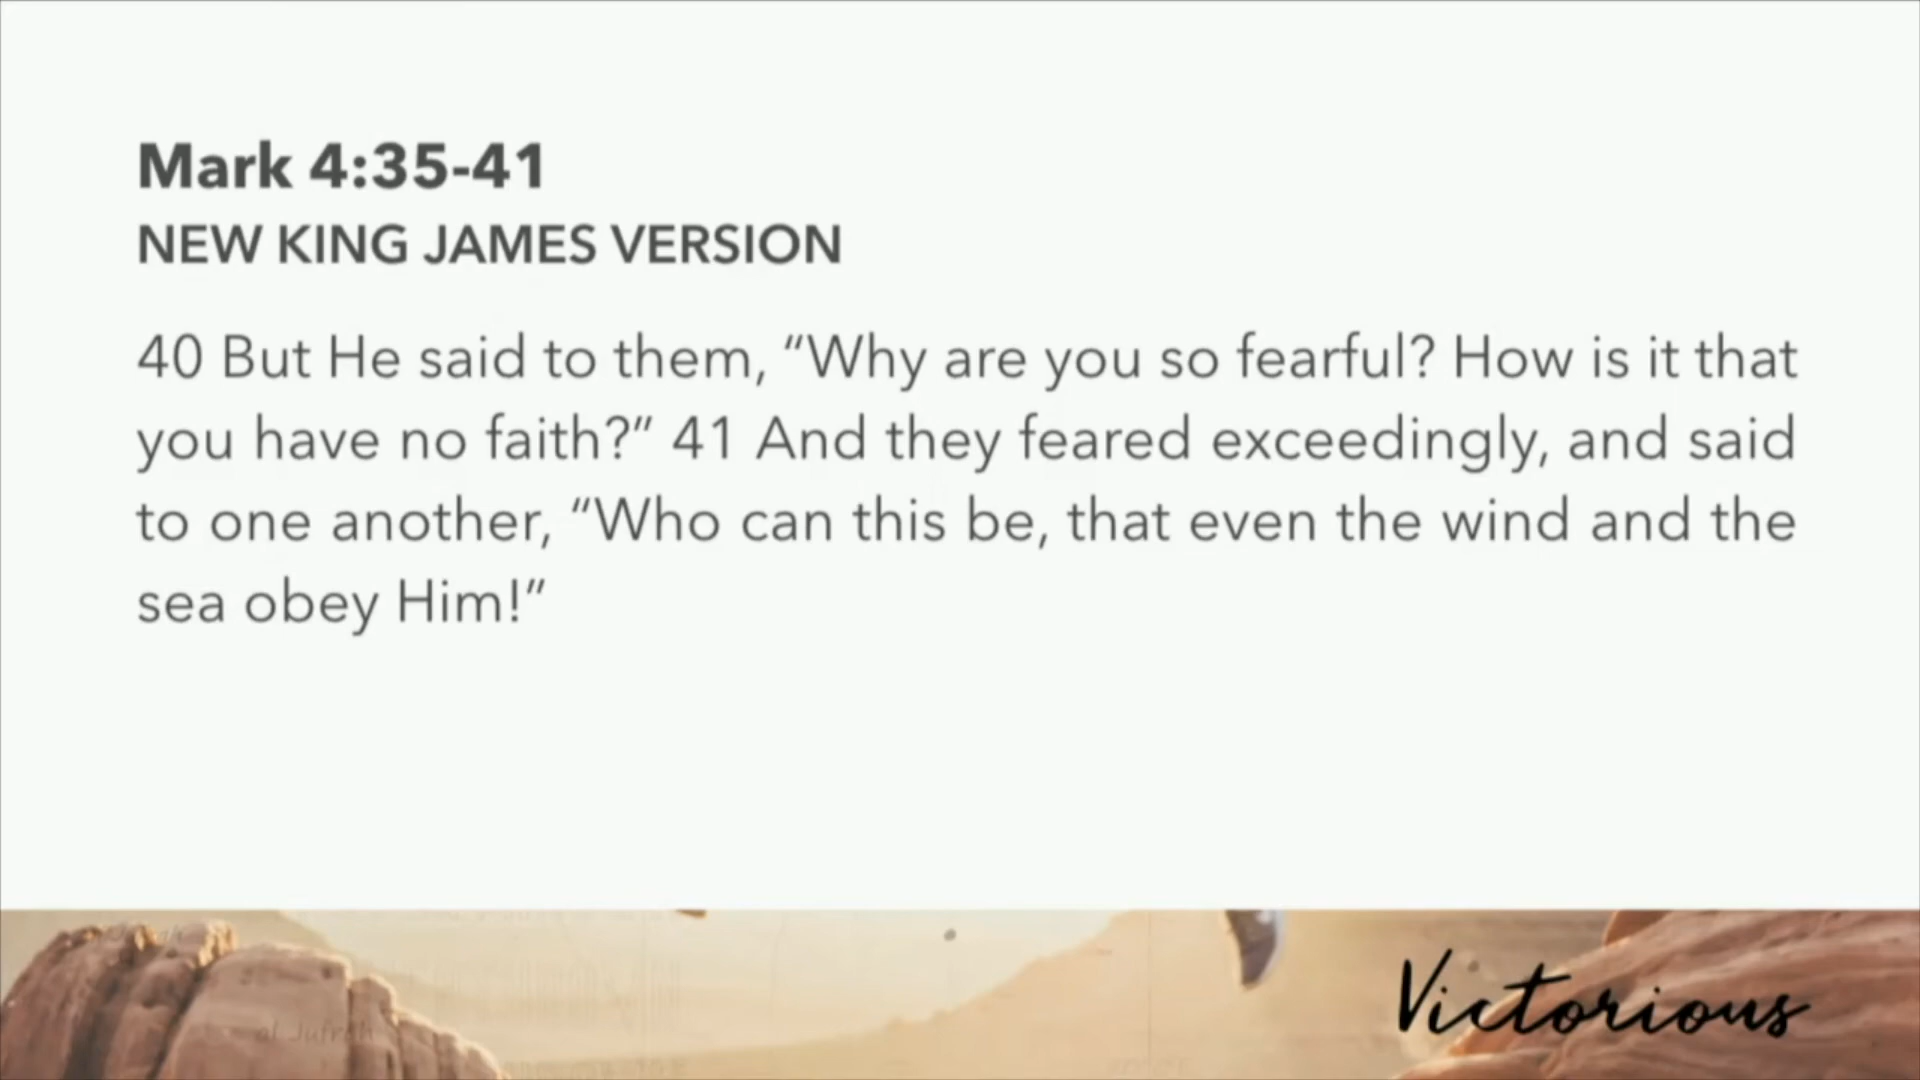 Mark 4:35-41
NEW KING JAMES VERSION
40 But He said to them, “Why are you so fearful? How is it that
you have no faith?” 41 And they feared exceedingly, and said
to one another, “Who can this be, that even the wind and the
sea obey Him!”
al Jufrah
Victorious